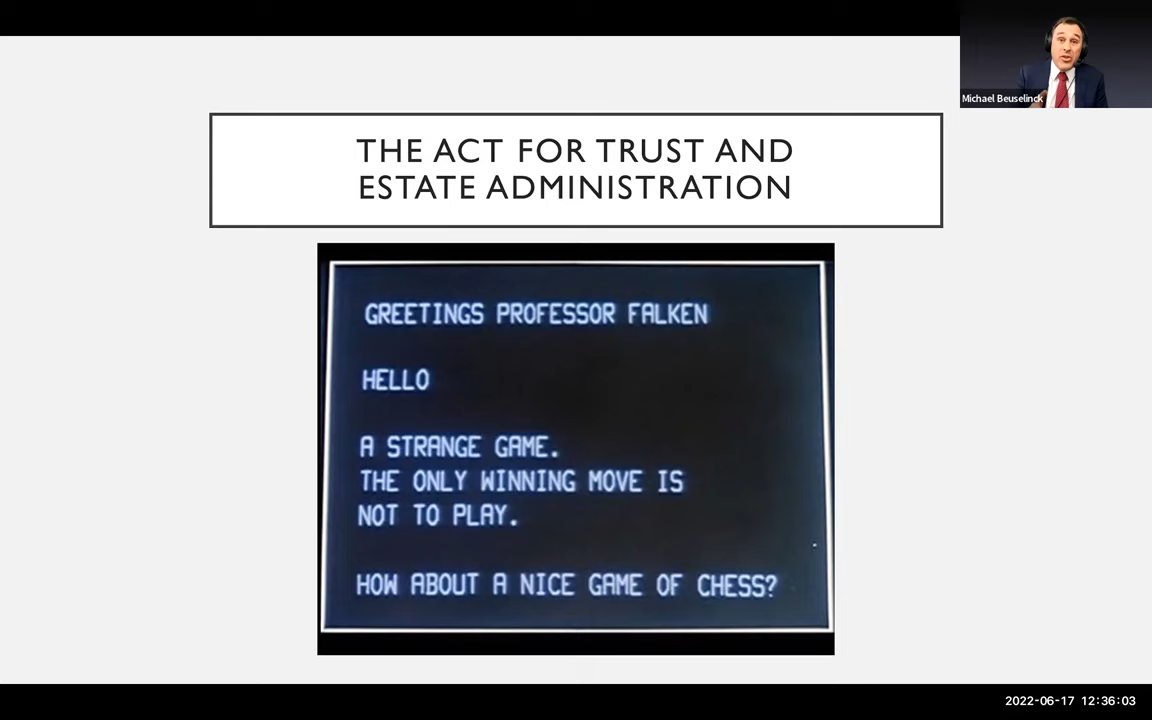 Michael Beuselinck
THE ACT FOR TRUST AND
ESTATE ADMINISTRATION
GREETINGS PROFESSOR FALKEN
HELLO
A STRANGE GAME.
THE ONLY WINNING MOVE IS
NOT TO PLAY.
HOW ABOUT A NICE GAME OF CHESS?
2022-06-17 12:36:03